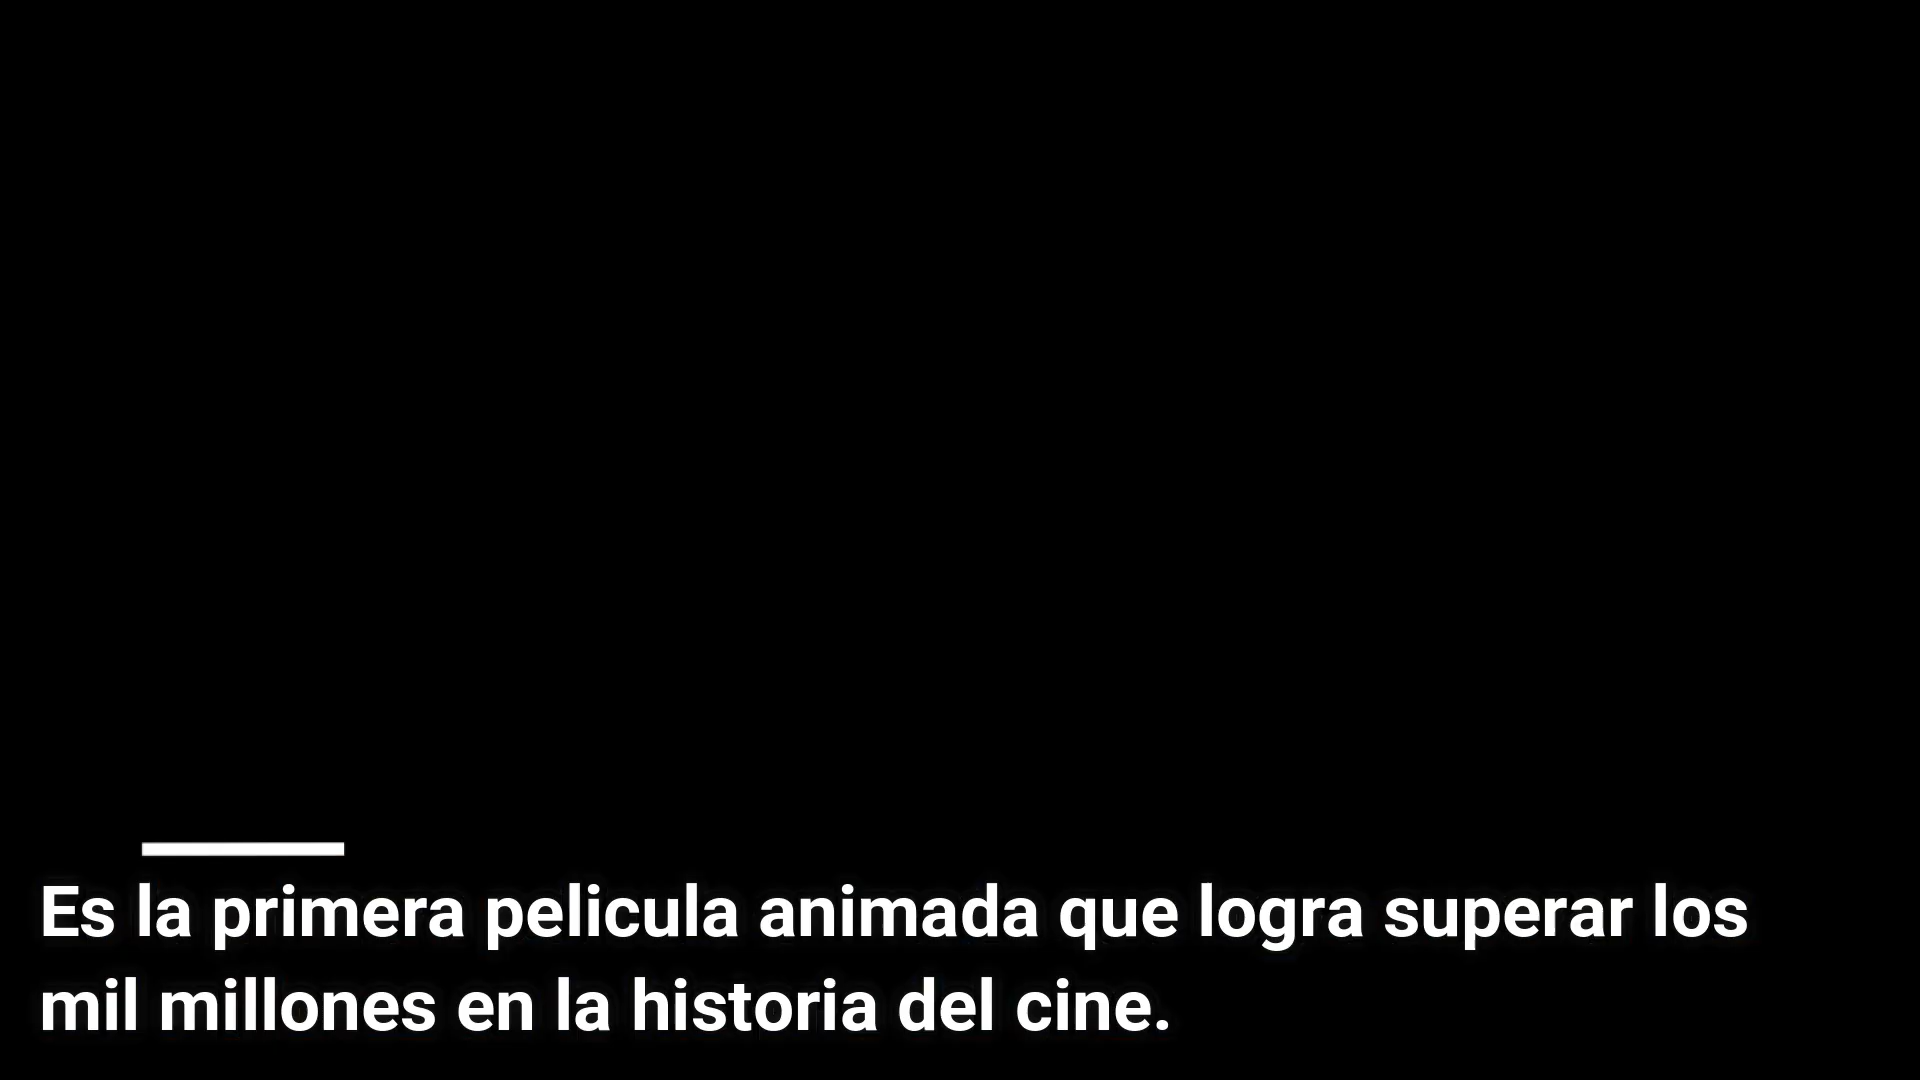 Es la primera pelicula animada que logra superar los
mil millones en la historia del cine.